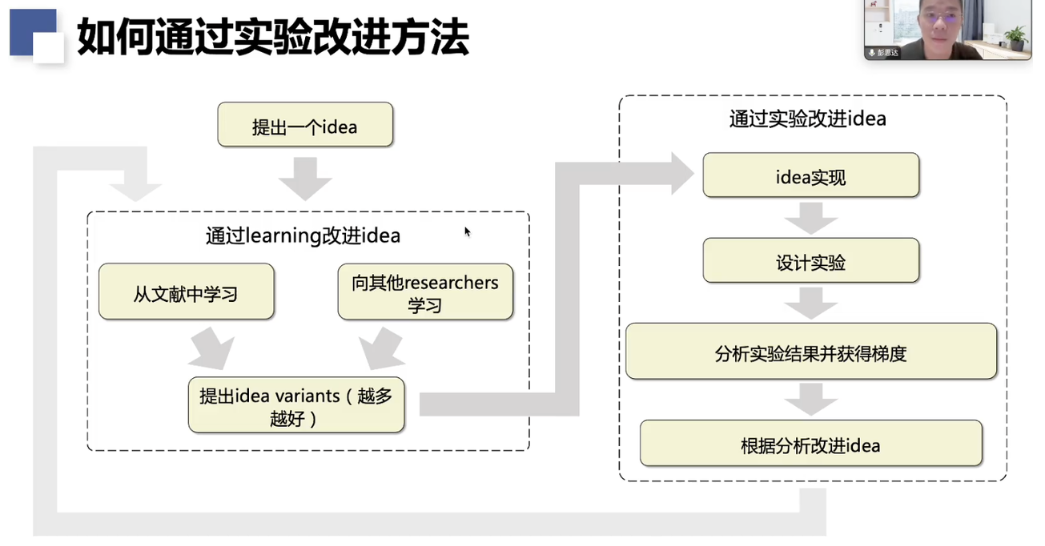 如何通过实验改进方法
彭思达
提出一个idea
通过learning改进idea
从文献中学习
向其他researchers
学习
提出idea variants（越多
越好）
通过实验改进idea
idea实现
设计实验
分析实验结果并获得梯度
根据分析改进idea